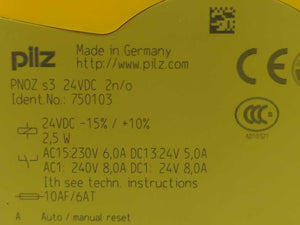 pilz
Made in Germany
http://www.pilz.com
PNOZ s3 24VDC 2n/o
Ident.No.: 750103
24VDC -15% / +10%
2,5 W
AC15:230V 6,0A DC13:24V 5,0A
AC1: 240V 8,0A DC1: 24V 8,0A
Ith see techn. instructions
10AF/6AT
A Auto / manual reset
CE
CCC